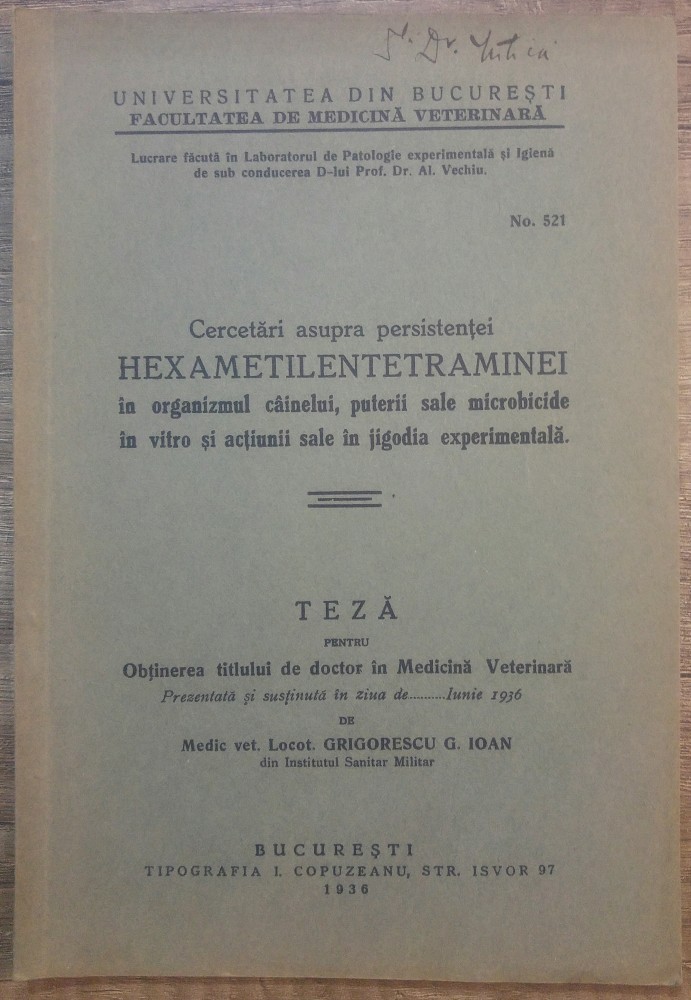 Dr.
UNIVERSITATEA DIN BUCUREȘTI
FACULTATEA DE MEDICINĂ VETERINARĂ
Lucrare făcută în Laboratorul de Patologie experimentală și Igienă
de sub conducerea D-lui Prof. Dr. Al. Vechiu.
No. 521
Cercetări asupra persistenței
HEXAMETILENTETRAMINEI
în organizmul câinelui, puterii sale microbicide
în vitro și acțiunii sale în jigodia experimentală.
TEZĂ
PENTRU
Obținerea titlului de doctor în Medicină Veterinară
Prezentată și susținută în ziua de..........Iunie 1936
DE
Medic vet. Locot. GRIGORESCU G. IOAN
din Institutul Sanitar Militar
BUCUREȘTI
TIPOGRAFIA I. COPUZEANU, STR. ISVOR 97
1936